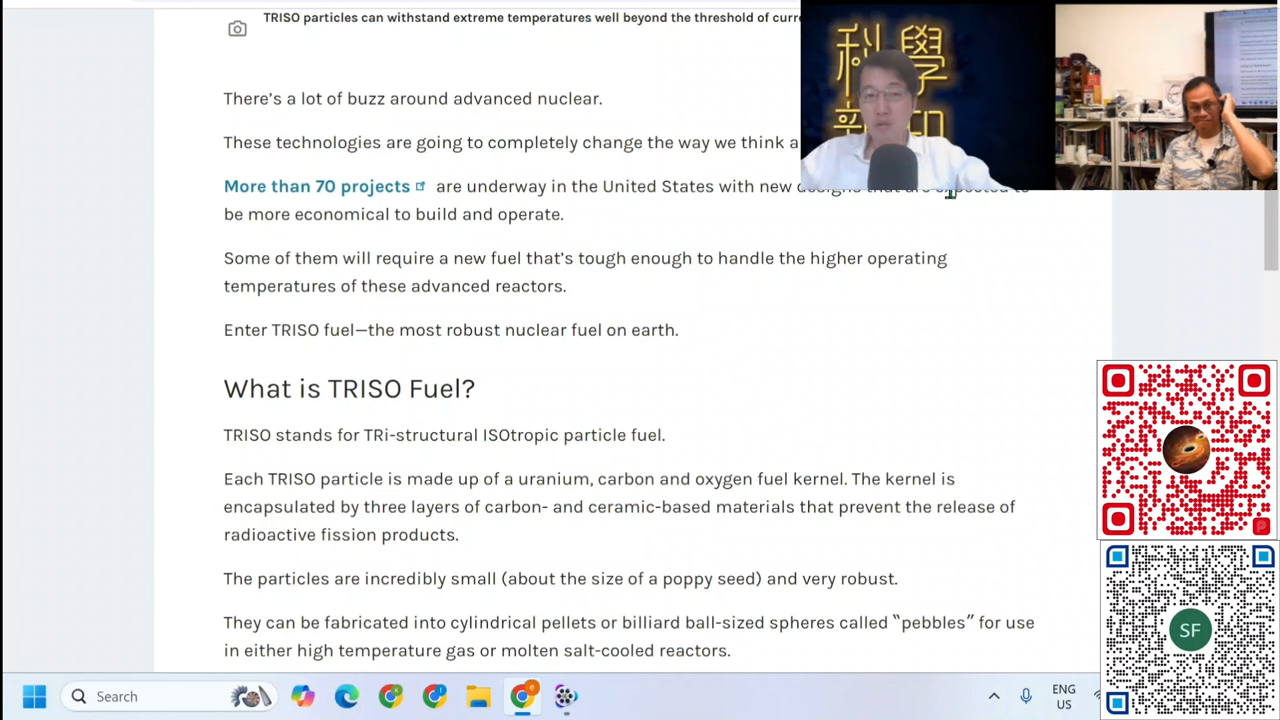 TRISO particles can withstand extreme temperatures well beyond the threshold of
科學
There's a lot of buzz around advanced nuclear.
These technologies are going to completely change the way we think
More than 70 projects are underway in the United States with new designs that are expected to
be more economical to build and operate.
Some of them will require a new fuel that's tough enough to handle the higher operating
temperatures of these advanced reactors.
Enter TRISO fuel—the most robust nuclear fuel on earth.
What is TRISO Fuel?
TRISO stands for TRi-structural ISOtropic particle fuel.
Each TRISO particle is made up of a uranium, carbon and oxygen fuel kernel. The kernel is
encapsulated by three layers of carbon- and ceramic-based materials that prevent the release of
radioactive fission products.
The particles are incredibly small (about the size of a poppy seed) and very robust.
They can be fabricated into cylindrical pellets or billiard ball-sized spheres called “pebbles” for use
in either high temperature gas or molten salt-cooled reactors.
SF
Search
ENG
US